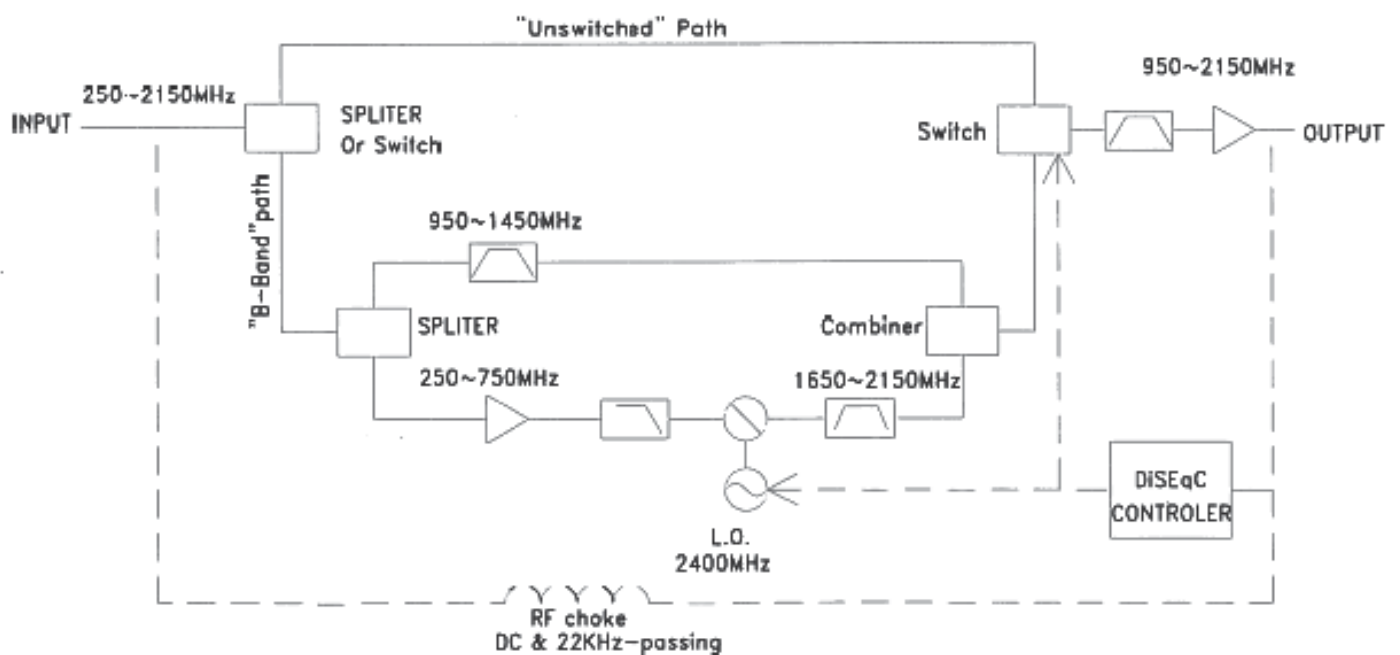 "Unswitched" Path
250~2150MHz
950~2150MHz
INPUT
SPLITER
Or Switch
Switch
OUTPUT
"B-Band"path
950~1450MHz
SPLITER
Combiner
250~750MHz
1650~2150MHz
DiSEqC
CONTROLER
L.O.
2400MHz
RF choke
DC & 22KHz-passing